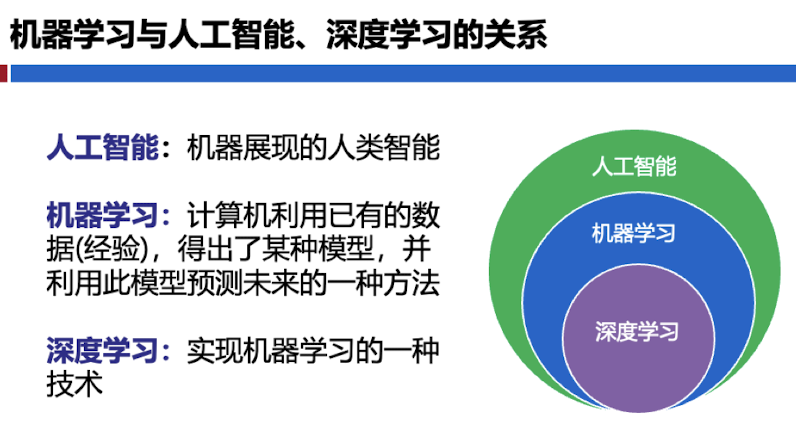 机器学习与人工智能、深度学习的关系
人工智能：机器展现的人类智能
机器学习：计算机利用已有的数
据(经验)，得出了某种模型，并
利用此模型预测未来的一种方法
深度学习：实现机器学习的一种
技术
人工智能
机器学习
深度学习